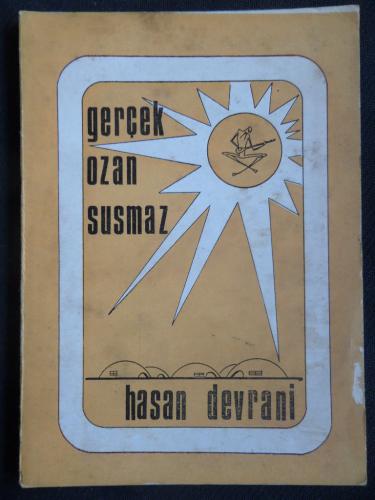 gerçek
ozan
susmaz
hasan devrani